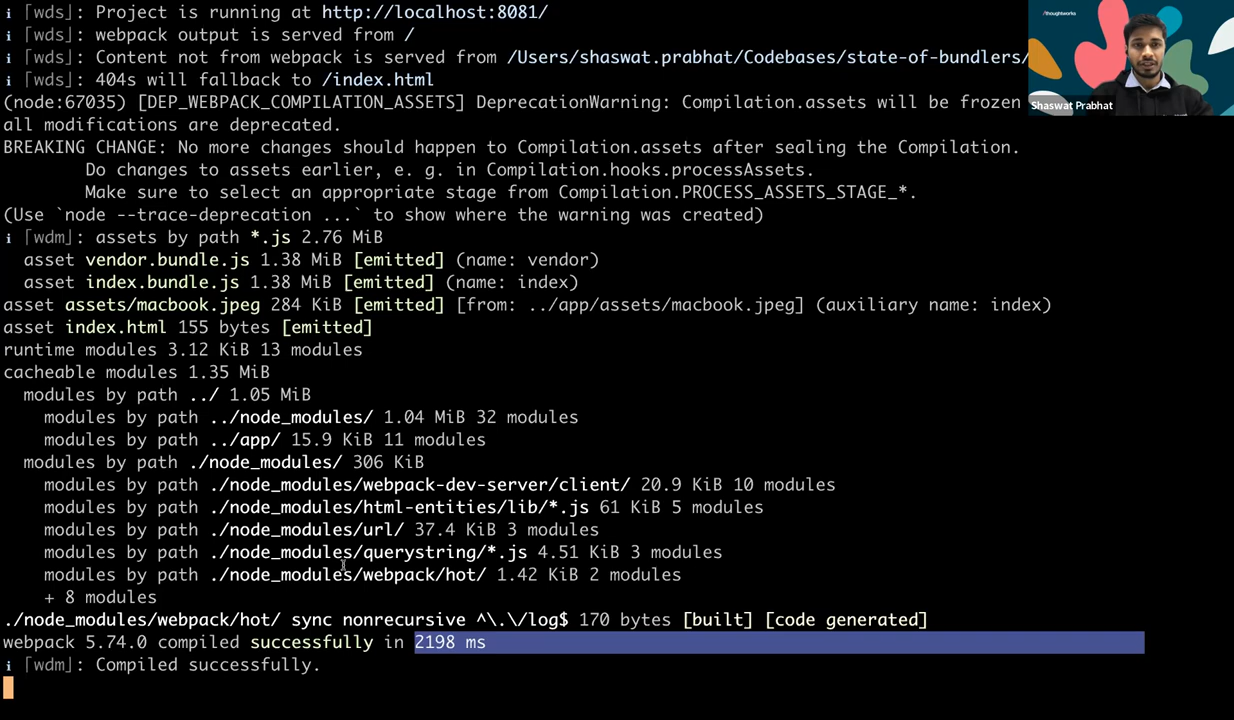 i ｢wds｣: Project is running at http://localhost:8081/
i ｢wds｣: webpack output is served from /
i ｢wds｣: Content not from webpack is served from /Users/shaswat.prabhat/Codebases/state-of-bundlers/
i ｢wds｣: 404s will fallback to /index.html
(node:67035) [DEP_WEBPACK_COMPILATION_ASSETS] DeprecationWarning: Compilation.assets will be frozen
all modifications are deprecated.
BREAKING CHANGE: No more changes should happen to Compilation.assets after sealing the Compilation.
Do changes to assets earlier, e. g. in Compilation.hooks.processAssets.
Make sure to select an appropriate stage from Compilation.PROCESS_ASSETS_STAGE_*.
(Use `node --trace-deprecation ...` to show where the warning was created)
i ｢wdm｣: assets by path *.js 2.76 MiB
asset vendor.bundle.js 1.38 MiB [emitted] (name: vendor)
asset index.bundle.js 1.38 MiB [emitted] (name: index)
asset assets/macbook.jpeg 284 KiB [emitted] [from: ../app/assets/macbook.jpeg] (auxiliary name: index)
asset index.html 155 bytes [emitted]
runtime modules 3.12 KiB 13 modules
cacheable modules 1.35 MiB
modules by path ../ 1.05 MiB
modules by path ../node_modules/ 1.04 MiB 32 modules
modules by path ../app/ 15.9 KiB 11 modules
modules by path ./node_modules/ 306 KiB
modules by path ./node_modules/webpack-dev-server/client/ 20.9 KiB 10 modules
modules by path ./node_modules/html-entities/lib/*.js 61 KiB 5 modules
modules by path ./node_modules/url/ 37.4 KiB 3 modules
modules by path ./node_modules/querystring/*.js 4.51 KiB 3 modules
modules by path ./node_modules/webpack/hot/ 1.42 KiB 2 modules
+ 8 modules
./node_modules/webpack/hot/ sync nonrecursive ^\.\/log$ 170 bytes [built] [code generated]
webpack 5.74.0 compiled successfully in 2198 ms
i ｢wdm｣: Compiled successfully.
/thoughtworks
Shaswat Prabhat